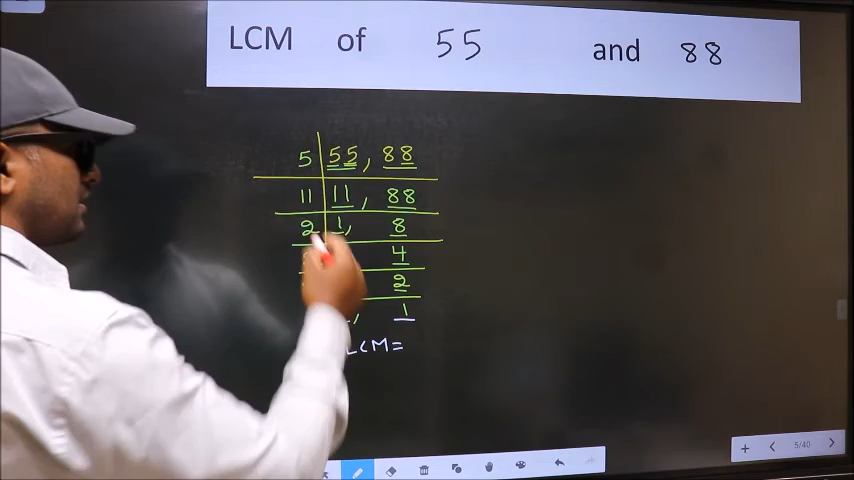 LCM of 55 and 88
5 55, 88
11 11, 88
2 1, 8
4
2
, 1
LCM =
5/40